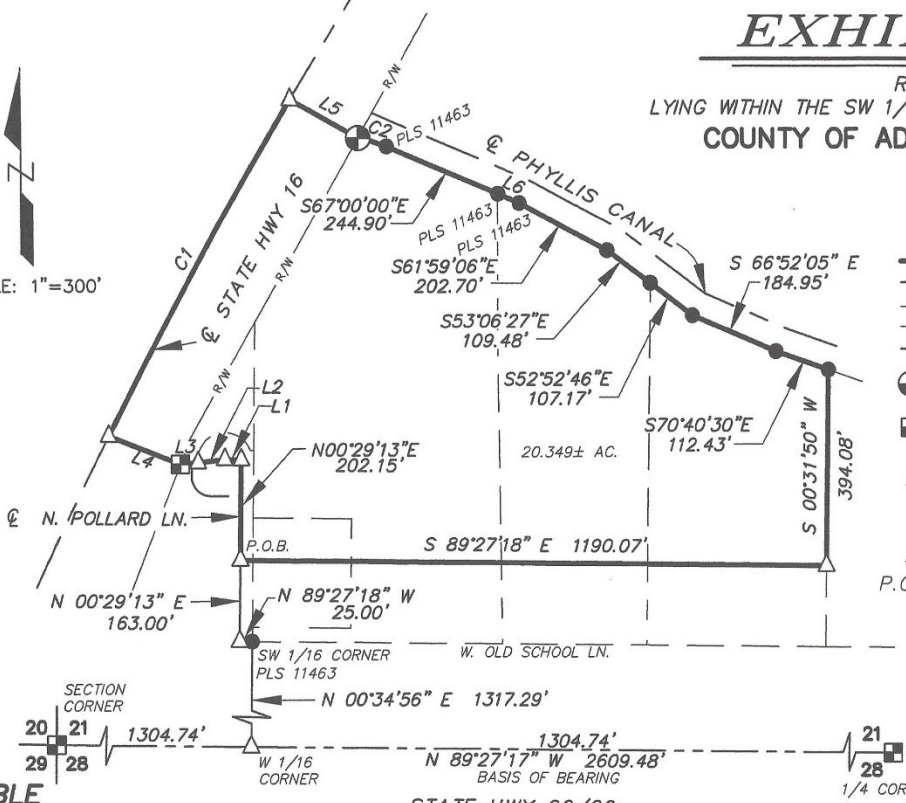 EXHI
R
LYING WITHIN THE SW 1/
COUNTY OF AD
N
E: 1"=300'
L5
R/W
C2
PLS 11463
℄ PHYLLIS CANAL
C1
℄ STATE HWY 16
R/W
S67°00'00"E
244.90'
L6
PLS 11463
PLS 11463
S61°59'06"E
202.70'
S 66°52'05" E
184.95'
S53°06'27"E
109.48'
S52°52'46"E
107.17'
R/W
L2
L1
L3
L4
N00°29'13"E
202.15'
20.349± AC.
S70°40'30"E
112.43'
S 00°31'50" W
394.08'
℄ N. POLLARD LN.
P.O.B.
S 89°27'18" E 1190.07'
P.O
N 00°29'13" E
163.00'
N 89°27'18" W
25.00'
SW 1/16 CORNER
PLS 11463
W. OLD SCHOOL LN.
N 00°34'56" E 1317.29'
SECTION
CORNER
20 21
29 28
1304.74'
W 1/16
CORNER
1304.74'
N 89°27'17" W 2609.48'
BASIS OF BEARING
21
28
1/4 COR
BLE